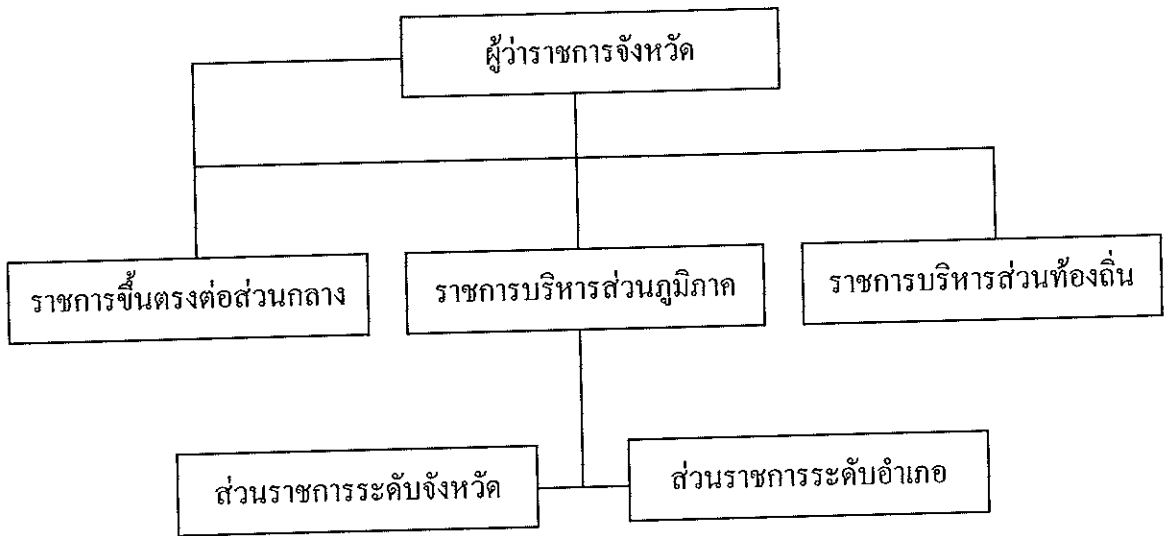 ผู้ว่าราชการจังหวัด
ราชการขึ้นตรงต่อส่วนกลาง
ราชการบริหารส่วนภูมิภาค
ราชการบริหารส่วนท้องถิ่น
ส่วนราชการระดับจังหวัด
ส่วนราชการระดับอำเภอ